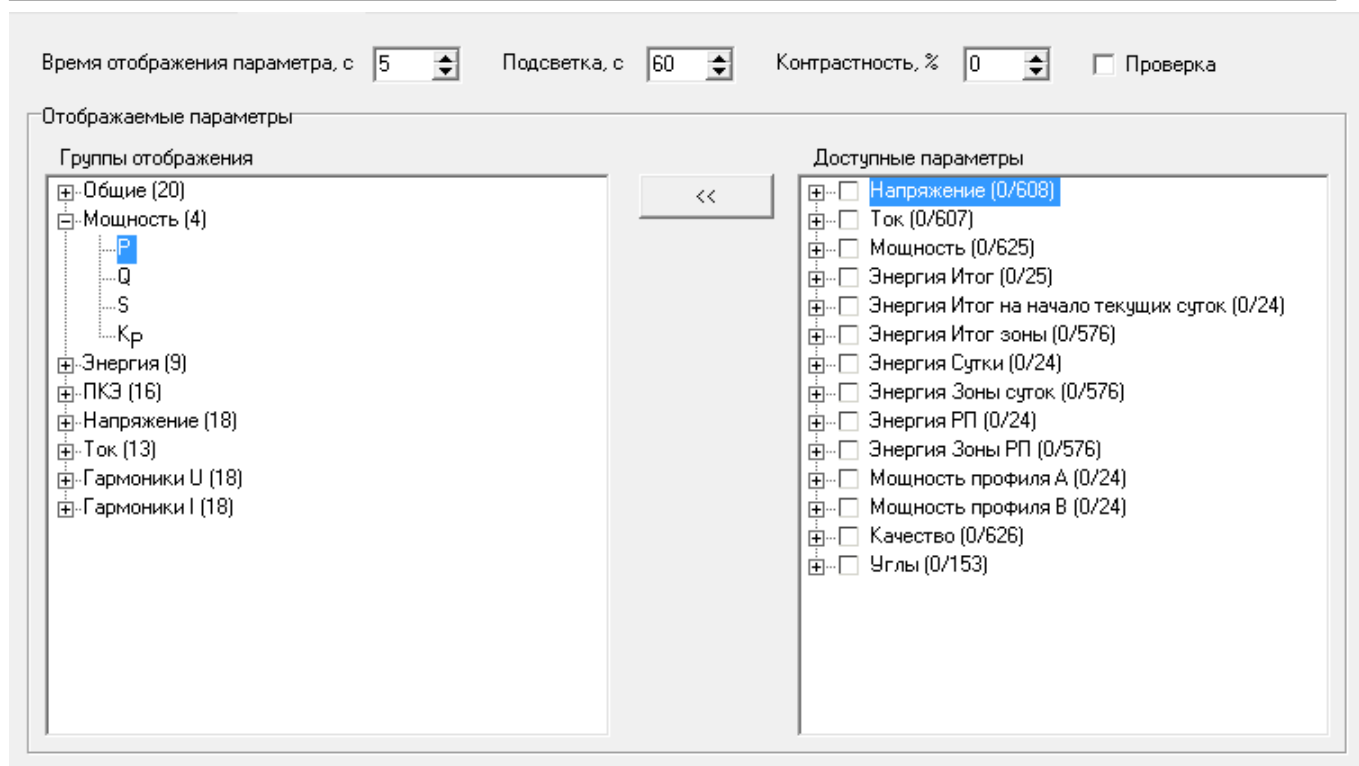 Время отображения параметра, с 5 Подсветка, с 60 Контрастность, % 0 Проверка
Отображаемые параметры
Группы отображения
Общие (20)
Мощность (4)
P
Q
S
KP
Энергия (9)
ПКЭ (16)
Напряжение (18)
Ток (13)
Гармоники U (18)
Гармоники I (18)
<<
Доступные параметры
Напряжение (0/608)
Ток (0/607)
Мощность (0/625)
Энергия Итог (0/25)
Энергия Итог на начало текущих суток (0/24)
Энергия Итог зоны (0/576)
Энергия Сутки (0/24)
Энергия Зоны суток (0/576)
Энергия РП (0/24)
Энергия Зоны РП (0/576)
Мощность профиля А (0/24)
Мощность профиля В (0/24)
Качество (0/626)
Углы (0/153)